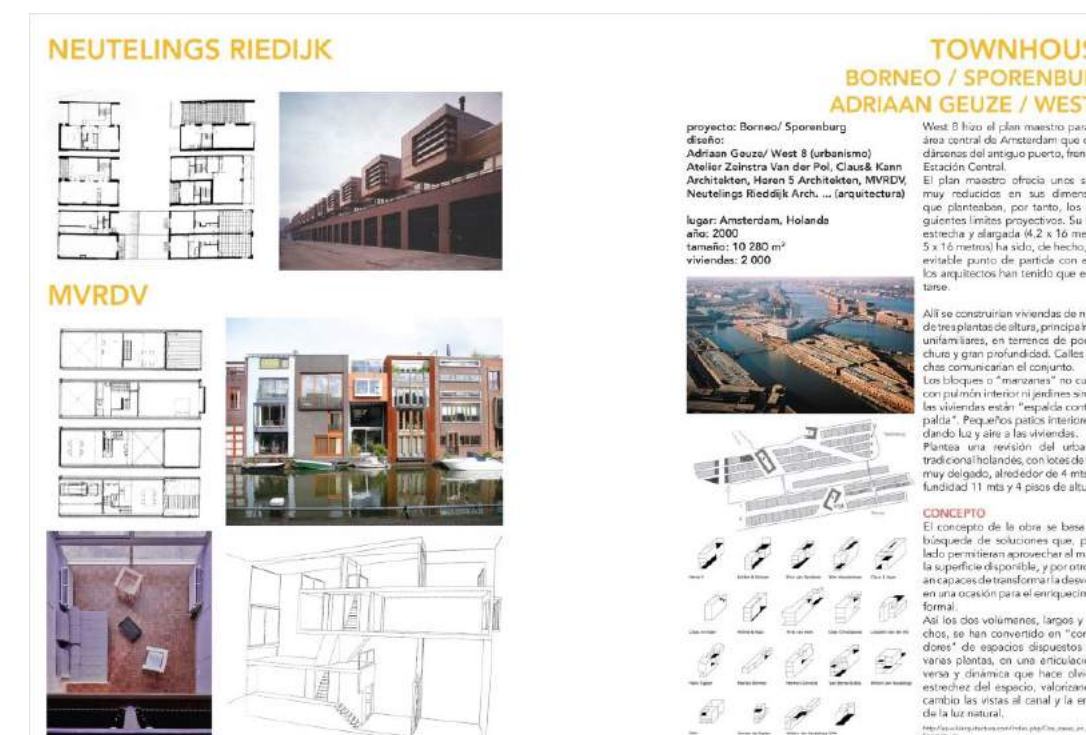 NEUTELINGS RIEDIJK
MVRDV
TOWNHOUS
BORNEO / SPORENBUR
ADRIAAN GEUZE / WEST
proyecto: Borneo/ Sporenburg
diseño:
Adriaan Geuze/ West 8 (urbanismo)
Atelier Zeinstra Van der Pol, Claus& Kann
Architekten, Heren 5 Architekten, MVRDV,
Neutelings Rieddijk Arch. ... (arquitectura)
lugar: Amsterdam, Holanda
año: 2000
tamaño: 10 280 m²
viviendas: 2 000
West 8 hizo el plan maestro para
área central de Amsterdam que
dársenas del antiguo puerto, fren
Estación Central.
El plan maestro ofrecía unos s
muy reducidos en sus dimens
que planteaban, por tanto, los
guientes límites proyectivos. Su
estrecha y alargada (4,2 x 16 me
5 x 16 metros) ha sido, de hecho,
evitable punto de partida con e
los arquitectos han tenido que e
tarse.
Allí se construirían viviendas de n
de tres plantas de altura, principalm
unifamiliares, en terrenos de po
chura y gran profundidad. Calles
chas comunicarían el conjunto.
Los bloques o "manzanas" no cu
con pulmón interior ni jardines sin
las viviendas están "espalda cont
palda". Pequeños patios interiore
dando luz y aire a las viviendas.
Plantea una revisión del urba
tradicional holandés, con lotes de
muy delgado, alrededor de 4 mts
fundidad 11 mts y 4 pisos de altu
CONCEPTO
El concepto de la obra se basa
búsqueda de soluciones que, p
lado permitieran aprovechar al m
la superficie disponible, y por otro
an capaces de transformar la desv
en una ocasión para el enriquecim
formal.
Así los dos volúmenes, largos y
chos, se han convertido en "con
dores" de espacios dispuestos
varias plantas, en una articulaci
versa y dinámica que hace olvi
estrechez del espacio, valorizan
cambio las vistas al canal y la en
de la luz natural.